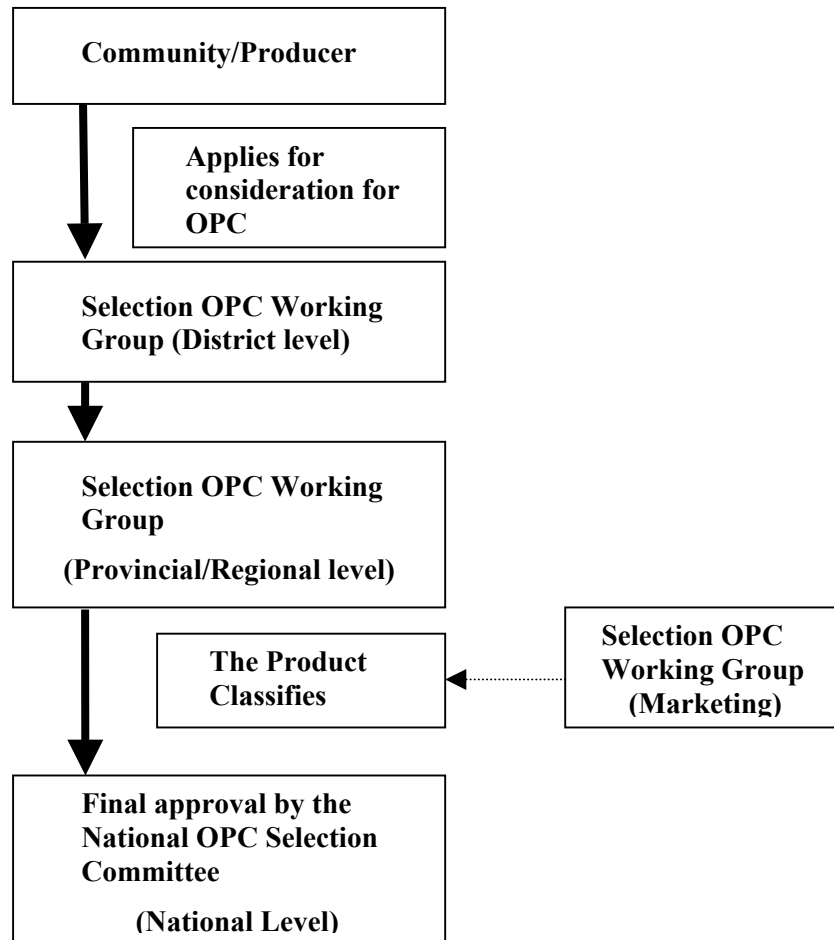 Community/Producer
Applies for
consideration for
OPC
Selection OPC Working
Group (District level)
Selection OPC Working
Group
(Provincial/Regional level)
The Product
Classifies
Selection OPC
Working Group
(Marketing)
Final approval by the
National OPC Selection
Committee
(National Level)